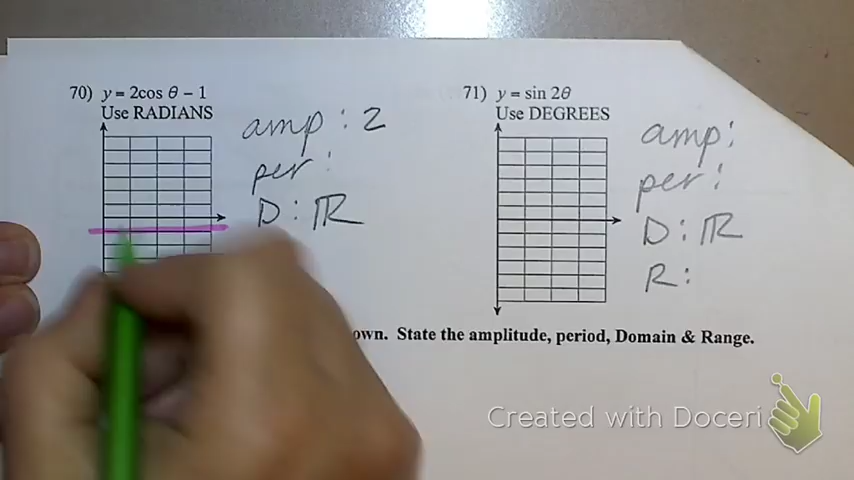 70) y = 2cos θ − 1
Use RADIANS
amp : 2
per :
D : ℝ
71) y = sin 2θ
Use DEGREES
amp:
per :
D : ℝ
R :
own. State the amplitude, period, Domain & Range.
Created with Doceri